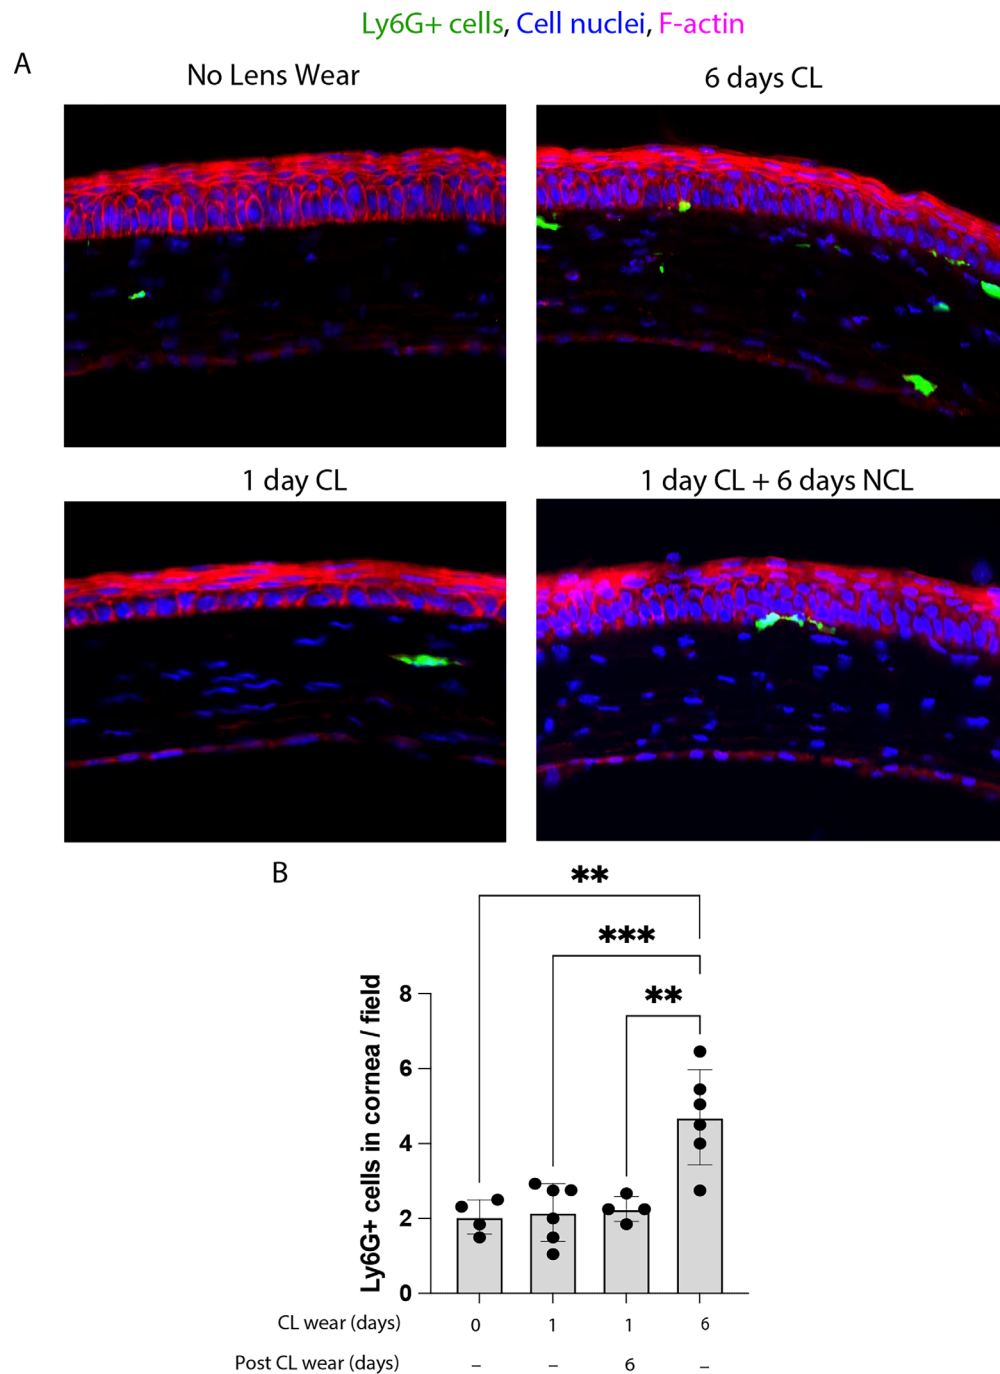 Ly6G+ cells, Cell nuclei, F-actin
A
No Lens Wear
6 days CL
1 day CL
1 day CL + 6 days NCL
B
**
***
**
Ly6G+ cells in cornea / field
8
6
4
2
0
CL wear (days) 0 1 1 6
Post CL wear (days) – – 6 –